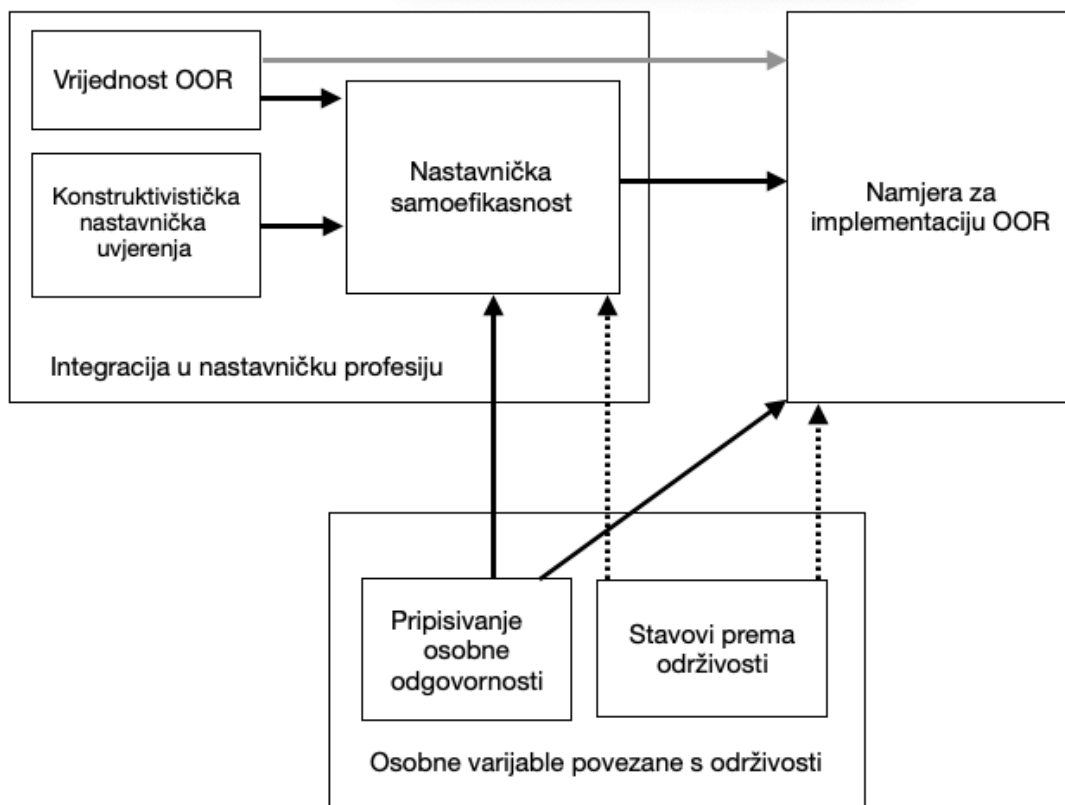 Vrijednost OOR
Konstruktivistička
nastavnička
uvjerenja
Nastavnička
samoefikasnost
Namjera za
implementaciju OOR
Integracija u nastavničku profesiju
Pripisivanje
osobne
odgovornosti
Stavovi prema
održivosti
Osobne varijable povezane s održivosti